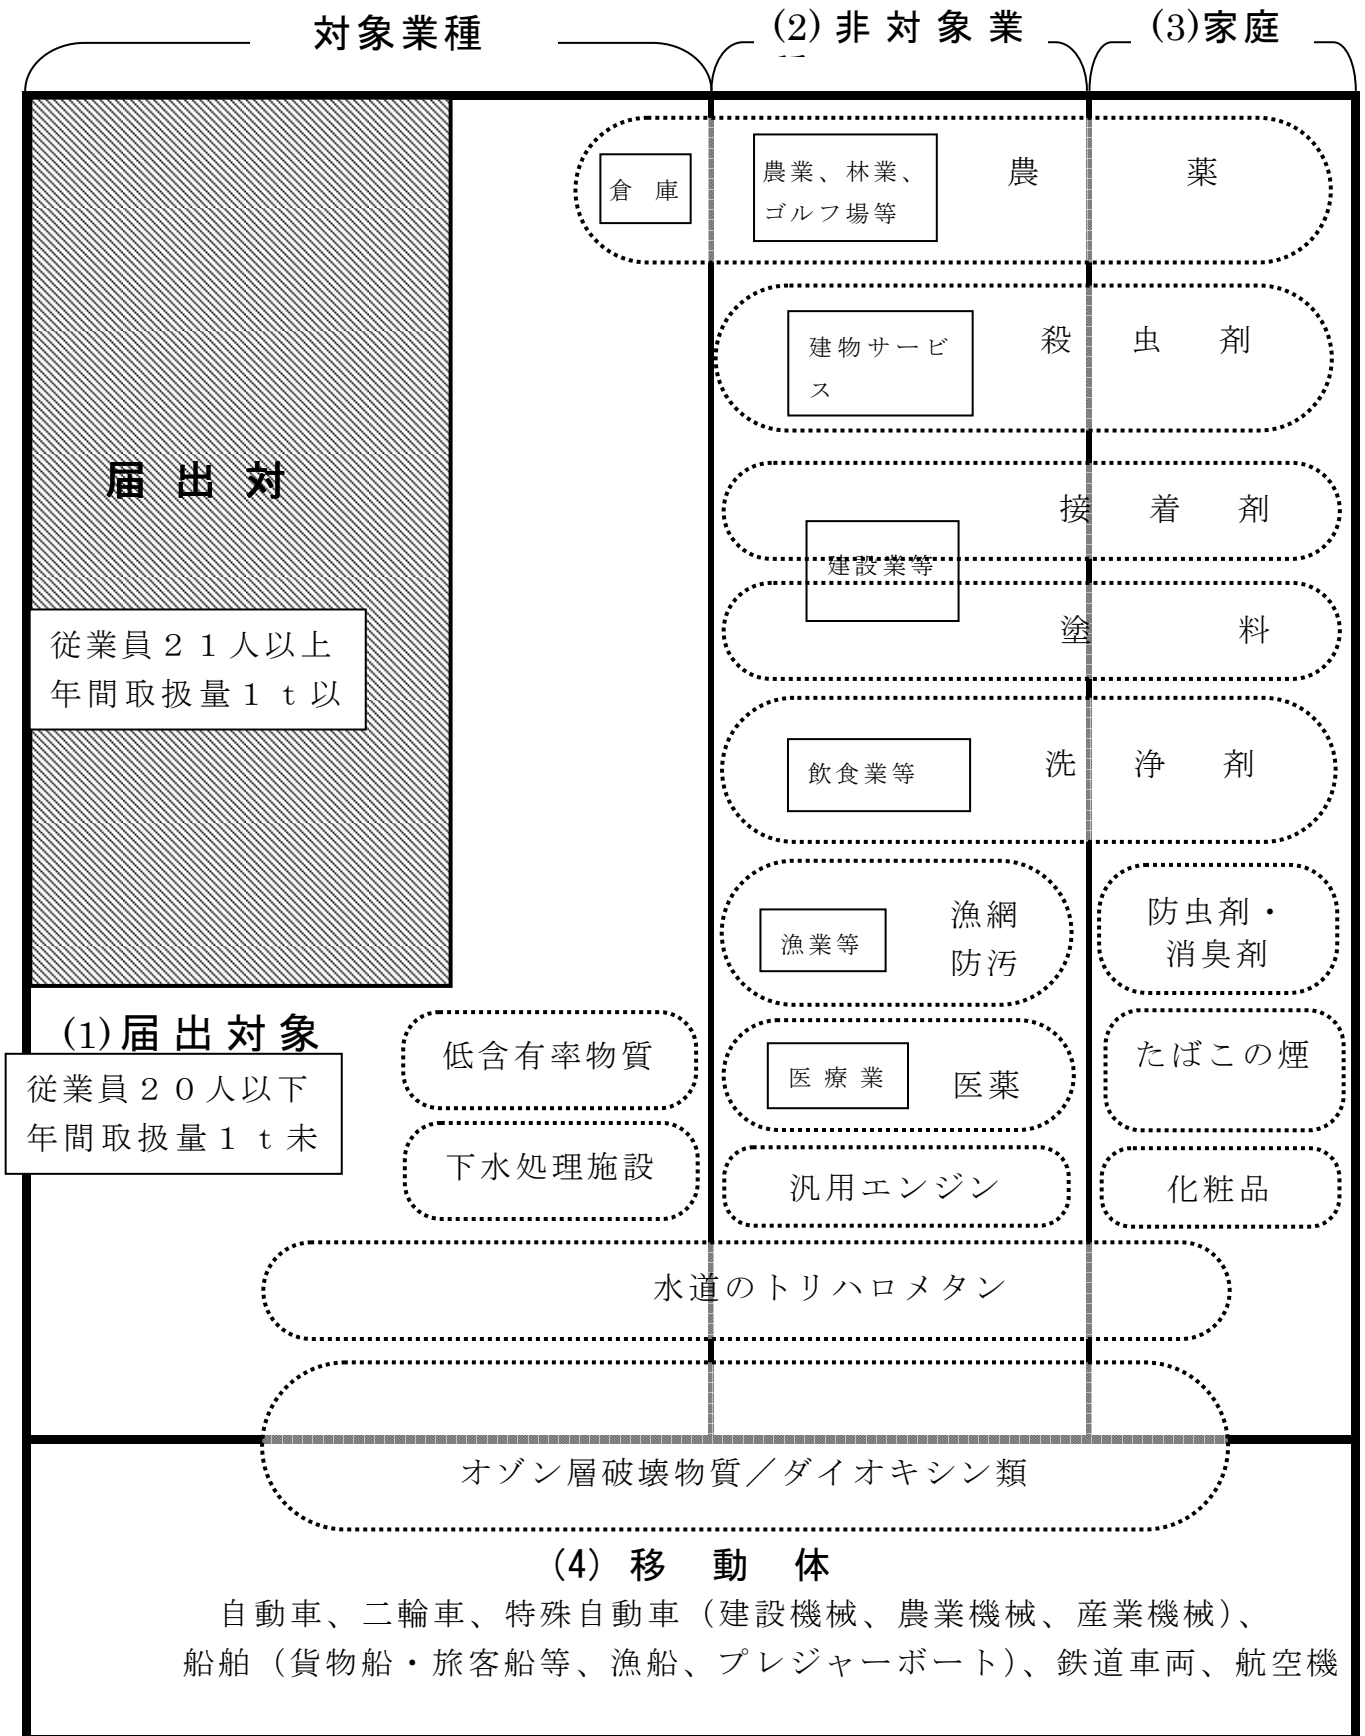 対象業種
(2)非対象業
(3)家庭
倉庫
農業、林業、
ゴルフ場等
農薬
建物サービ
ス
殺虫剤
届出対
接着剤
建設業等
従業員21人以上
年間取扱量1t以
塗料
飲食業等
洗浄剤
漁業等
漁網
防汚
防虫剤・
消臭剤
(1)届出対象
従業員20人以下
年間取扱量1t未
低含有率物質
医療業
医薬
たばこの煙
下水処理施設
汎用エンジン
化粧品
水道のトリハロメタン
オゾン層破壊物質／ダイオキシン類
(4)移動体
自動車、二輪車、特殊自動車（建設機械、農業機械、産業機械）、
船舶（貨物船・旅客船等、漁船、プレジャーボート）、鉄道車両、航空機